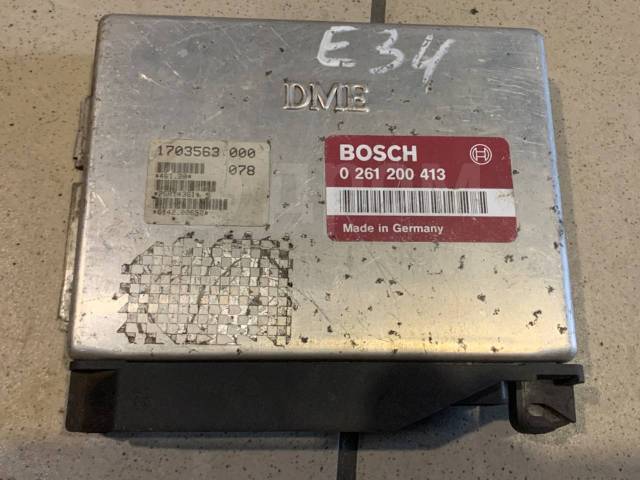 E34
DME
1703563 000
078
BOSCH
0 261 200 413
Made in Germany